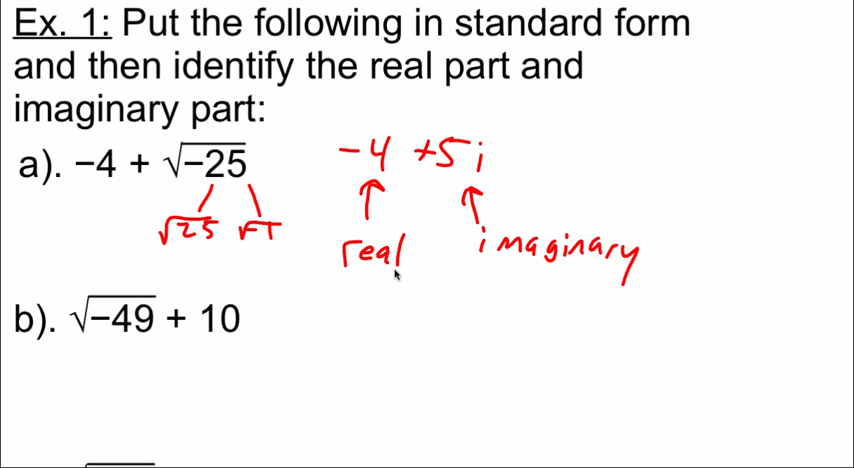 Ex. 1: Put the following in standard form
and then identify the real part and
imaginary part:
a). −4 + √−25 -4 +5i
√25 √-1
real imaginary
b). √−49 + 10